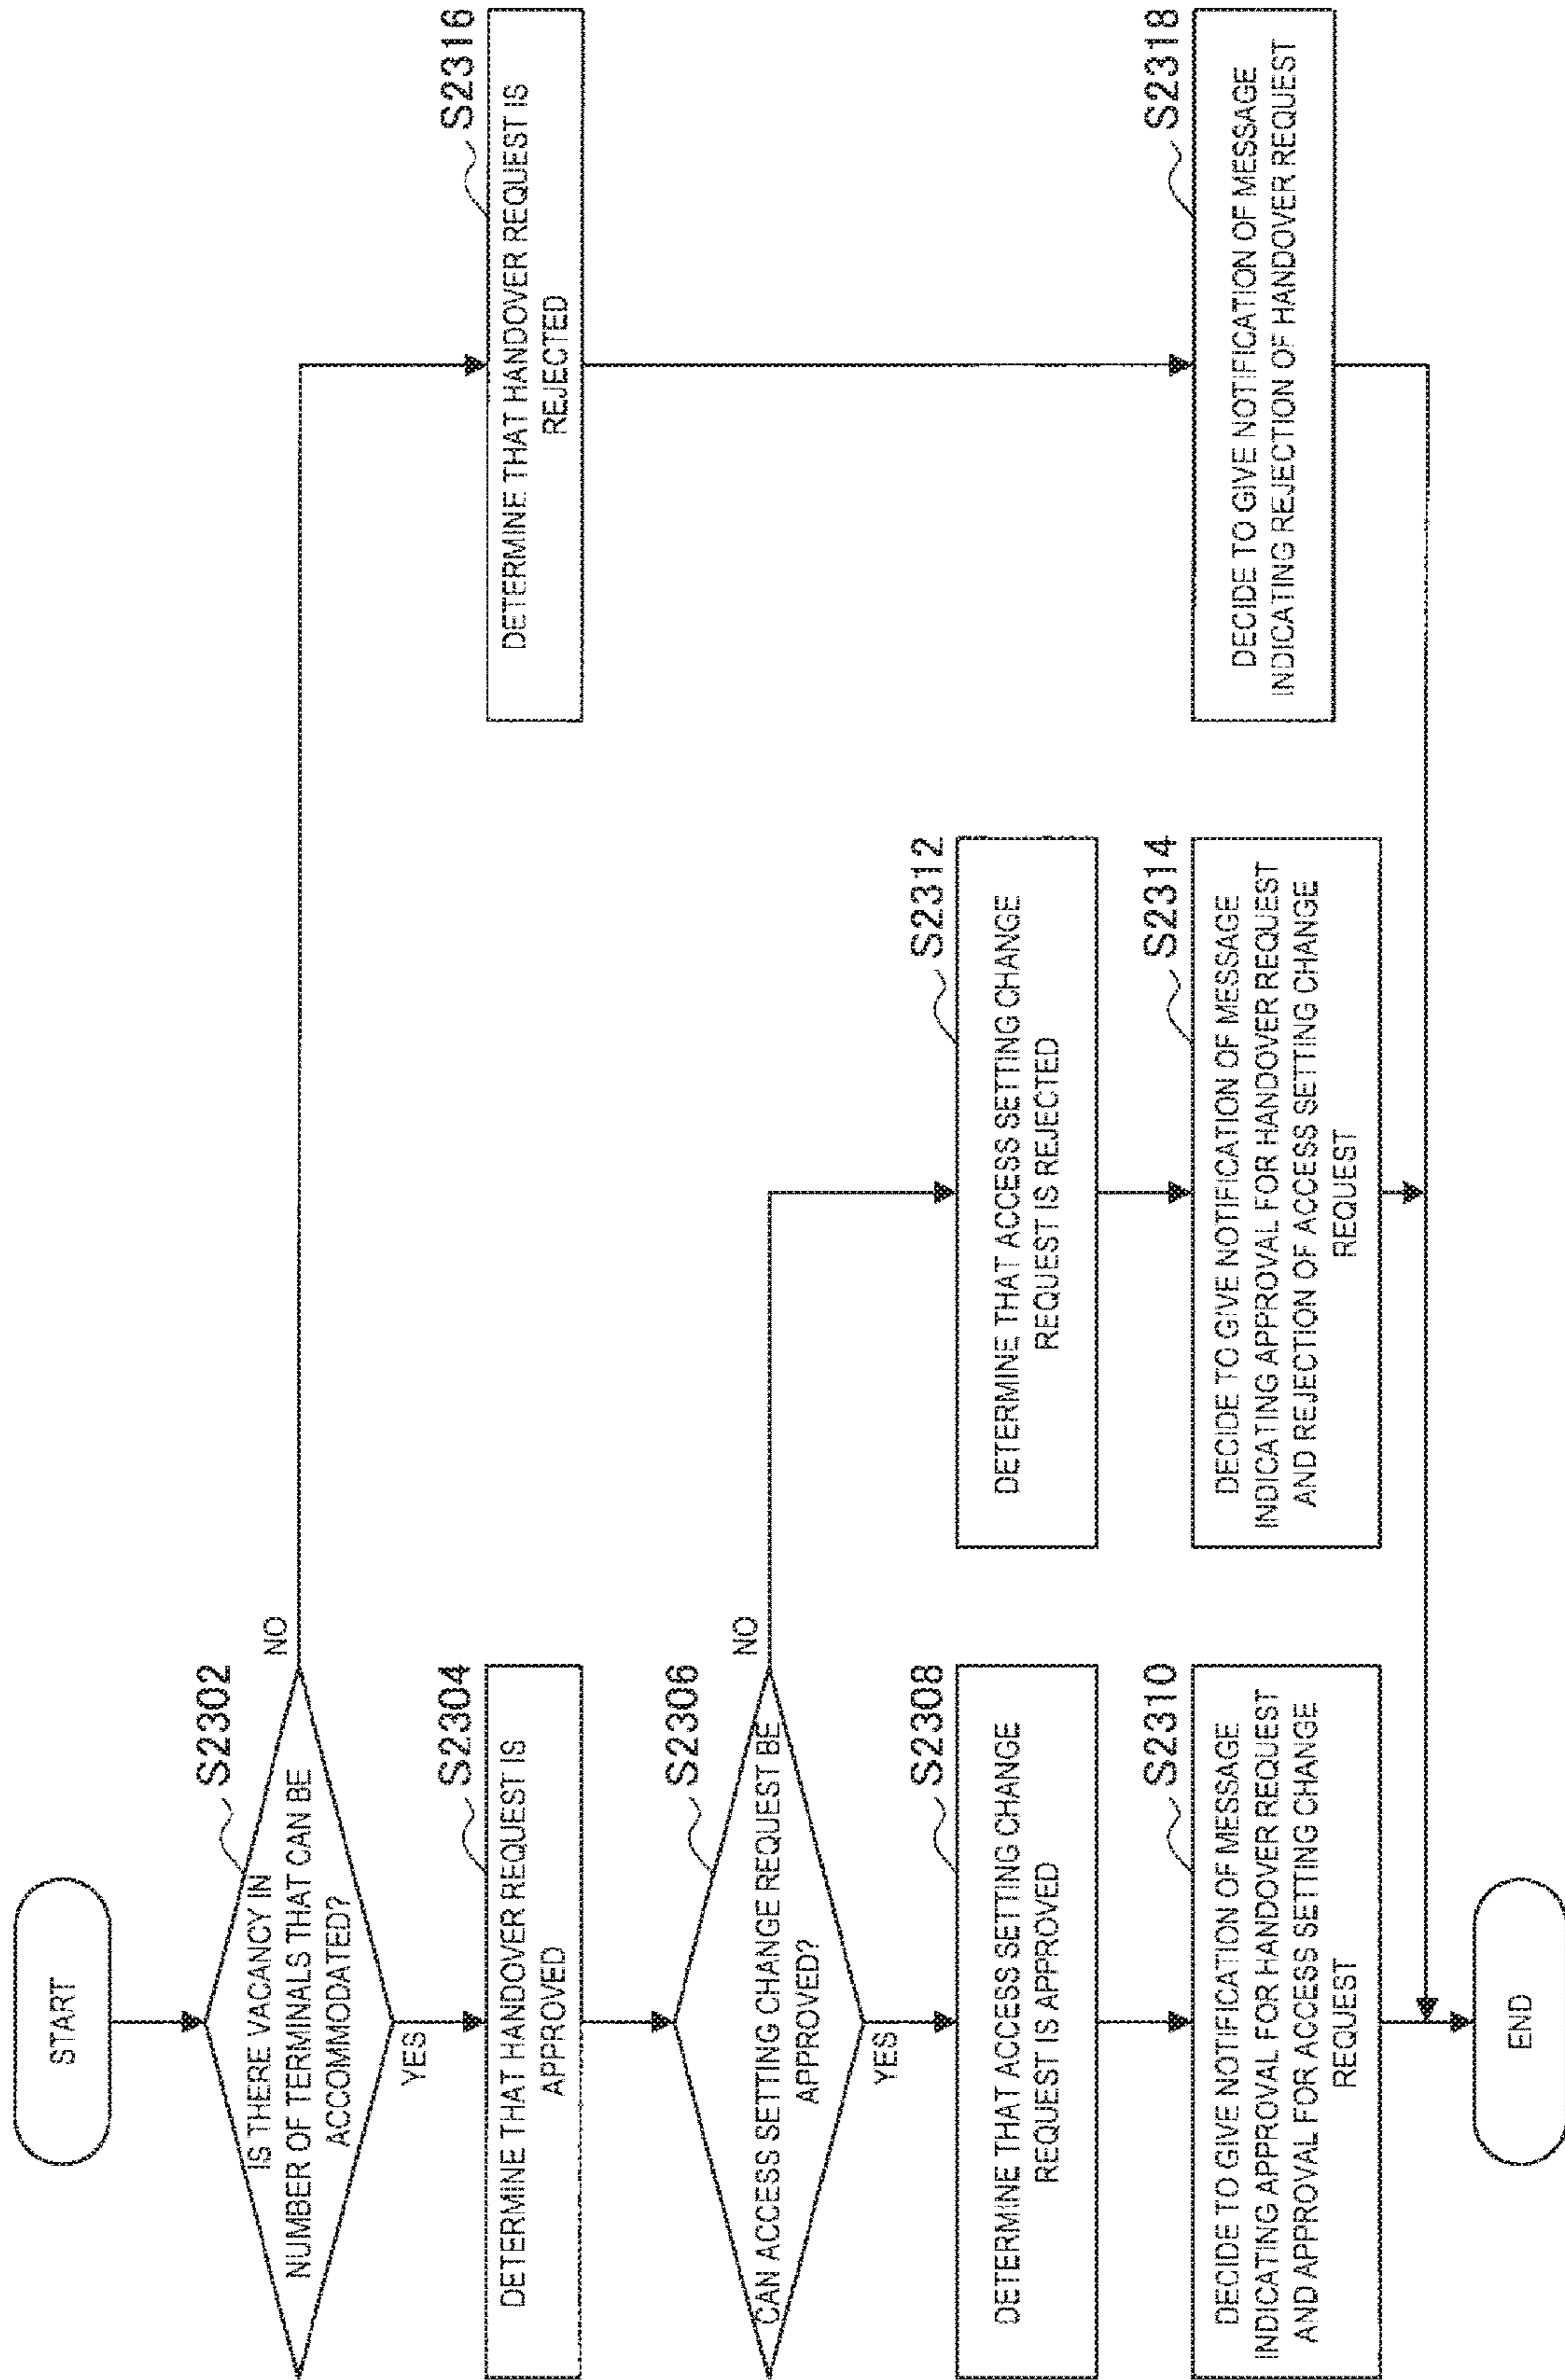 START
S2302
IS THERE VACANCY IN
NUMBER OF TERMINALS THAT CAN BE
ACCOMMODATED?
NO
YES
S2304
DETERMINE THAT HANDOVER REQUEST IS
APPROVED
S2316
DETERMINE THAT HANDOVER REQUEST IS
REJECTED
S2306
CAN ACCESS SETTING CHANGE REQUEST BE
APPROVED?
NO
YES
S2308
DETERMINE THAT ACCESS SETTING CHANGE
REQUEST IS APPROVED
S2312
DETERMINE THAT ACCESS SETTING CHANGE
REQUEST IS REJECTED
S2310
DECIDE TO GIVE NOTIFICATION OF MESSAGE
INDICATING APPROVAL FOR HANDOVER REQUEST
AND APPROVAL FOR ACCESS SETTING CHANGE
REQUEST
S2314
DECIDE TO GIVE NOTIFICATION OF MESSAGE
INDICATING APPROVAL FOR HANDOVER REQUEST
AND REJECTION OF ACCESS SETTING CHANGE
REQUEST
S2318
DECIDE TO GIVE NOTIFICATION OF MESSAGE
INDICATING REJECTION OF HANDOVER REQUEST
END